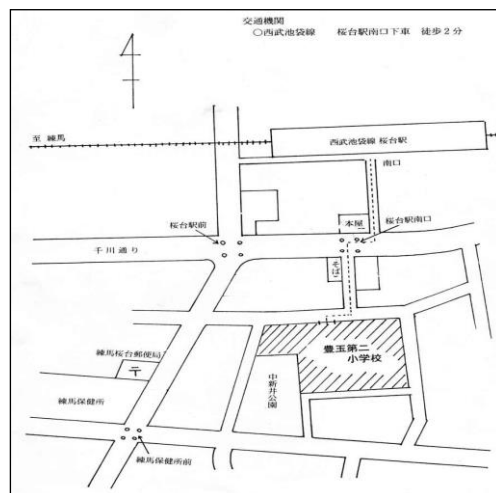 交通機関
○西武池袋線 桜台駅南口下車 徒歩2分
至 練馬
西武池袋線 桜台駅
南口
本屋
桜台駅前
桜台駅南口
千川通り
そば
豊玉第二
小学校
練馬桜台郵便局
〒
中新井公園
練馬保健所
練馬保健所前